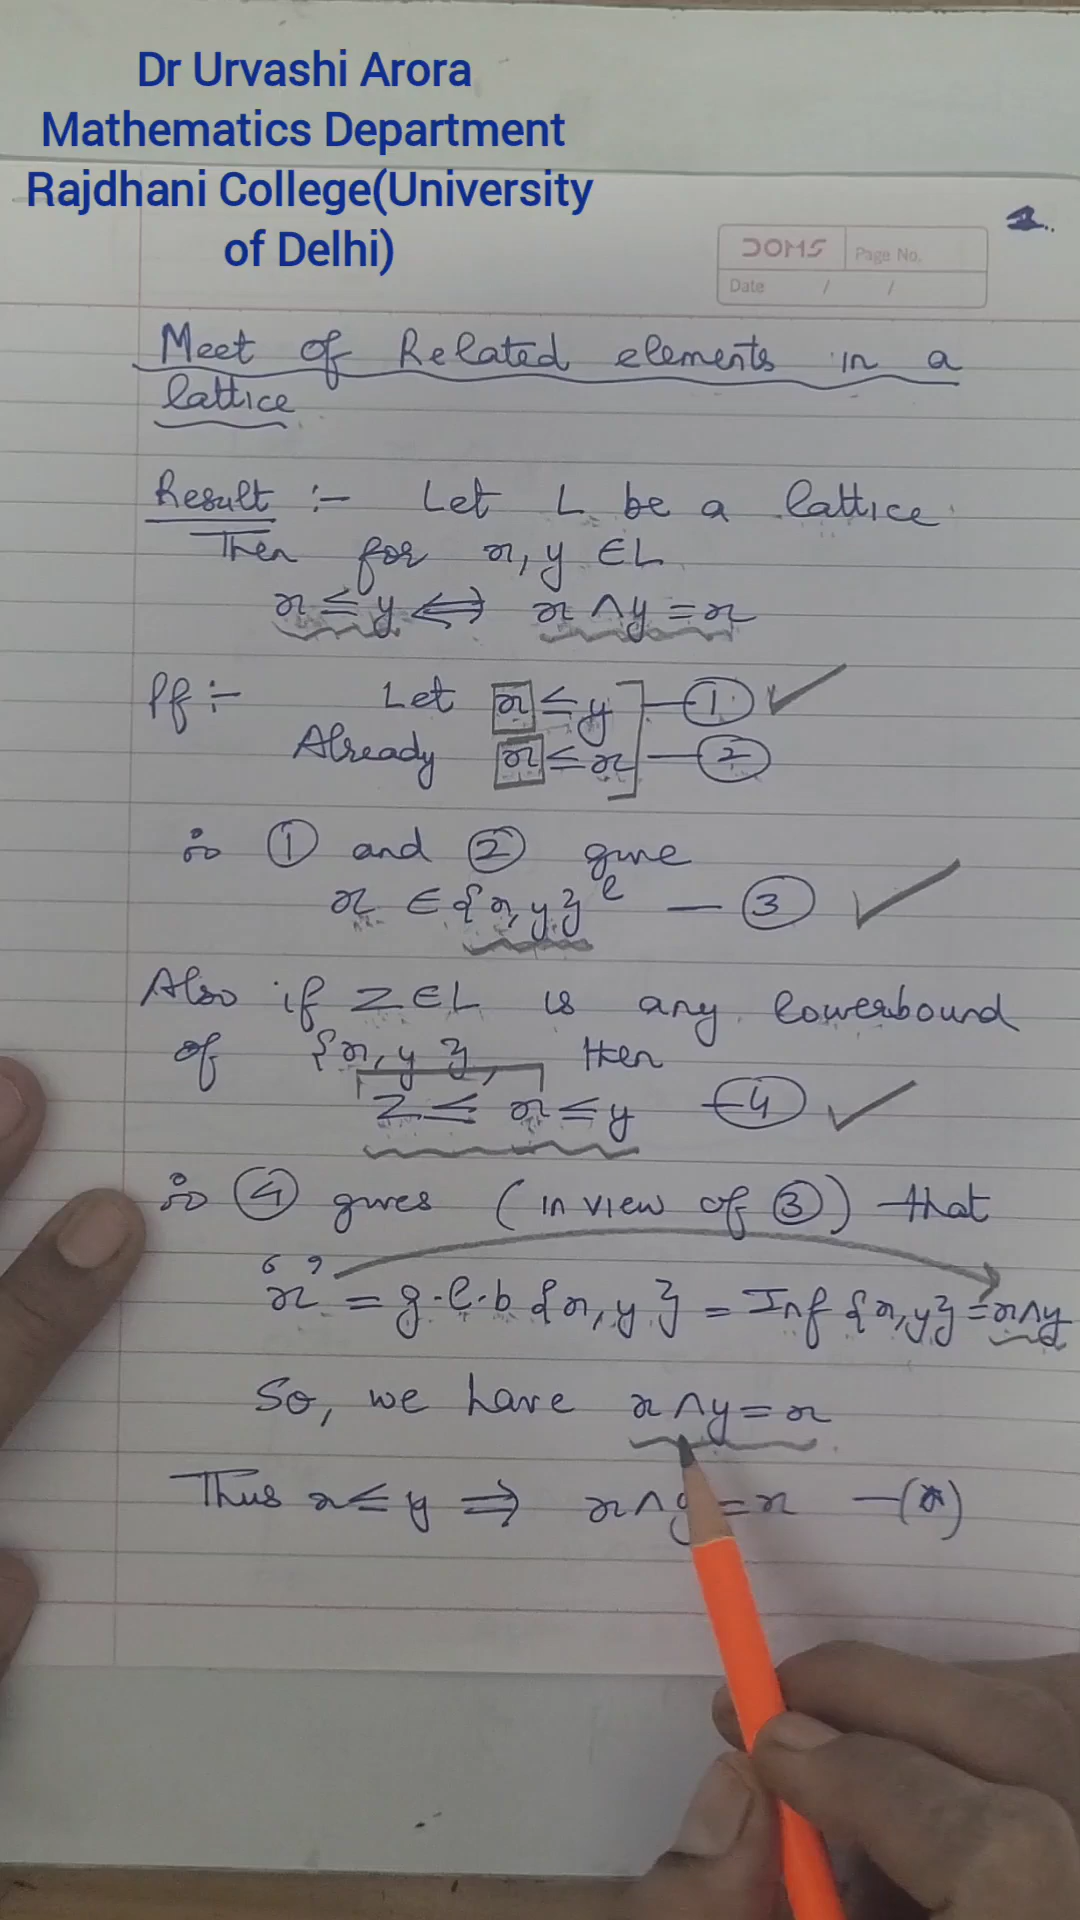 Dr Urvashi Arora
Mathematics Department
Rajdhani College(University
of Delhi)
2..
DOMS Page No.
Date / /
Meet of Related elements in a
lattice
Result :- Let L be a lattice
Then for x, y ∈ L
x ≤ y ⟺ x ∧ y = x
Pf :- Let x ≤ y — ①
Already x ≤ x — ②
∴ ① and ② give
x ∈ {x, y}ˡ — ③
Also if Z ∈ L is any lowerbound
of {x, y}, then
Z ≤ x ≤ y — ④
∴ ④ gives (in view of ③) that
x = g.l.b {x, y} = Inf {x, y} = x ∧ y
So, we have x ∧ y = x
Thus x ≤ y ⟹ x ∧ y = x — (*)